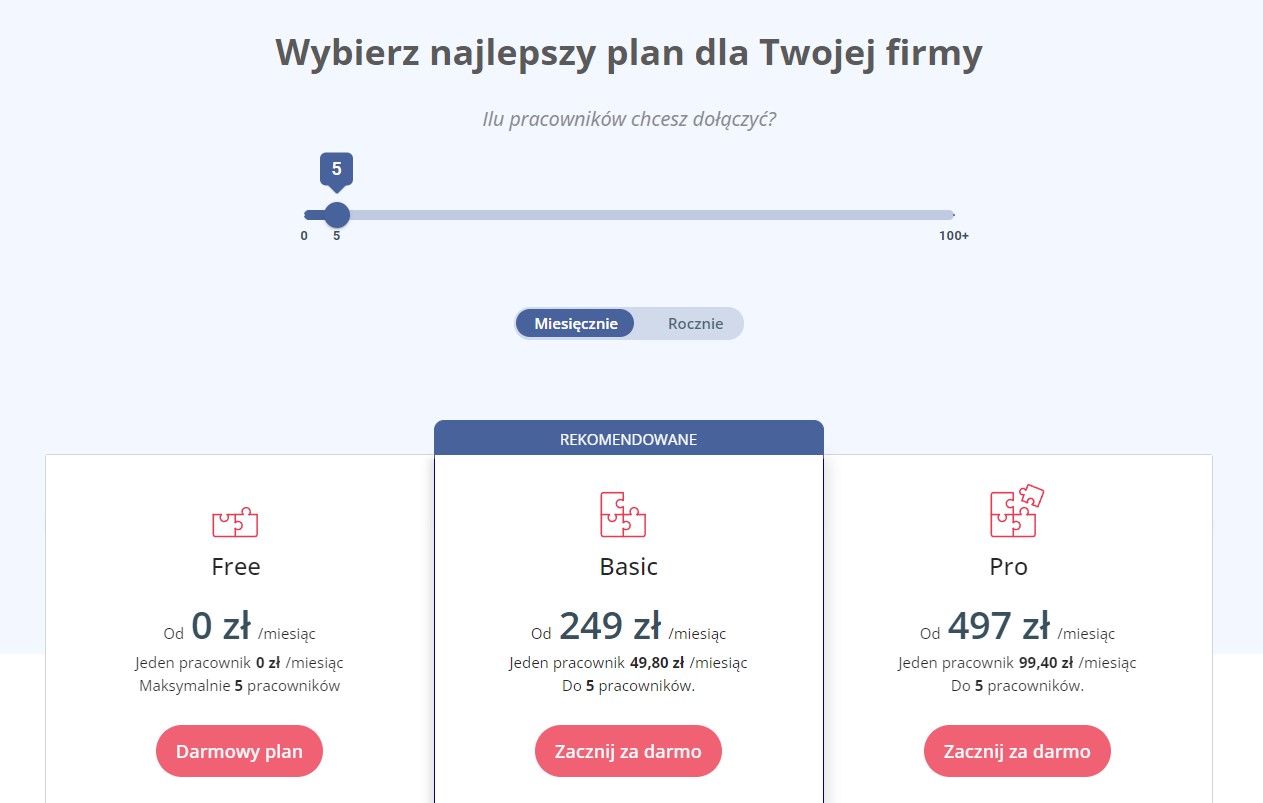 Wybierz najlepszy plan dla Twojej firmy
Ilu pracowników chcesz dołączyć?
5
0 5 100+
Miesięcznie Rocznie
REKOMENDOWANE
Free
Od 0 zł /miesiąc
Jeden pracownik 0 zł /miesiąc
Maksymalnie 5 pracowników
Darmowy plan
Basic
Od 249 zł /miesiąc
Jeden pracownik 49,80 zł /miesiąc
Do 5 pracowników.
Zacznij za darmo
Pro
Od 497 zł /miesiąc
Jeden pracownik 99,40 zł /miesiąc
Do 5 pracowników.
Zacznij za darmo